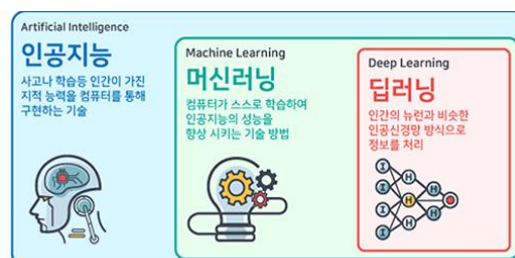 Artificial Intelligence
인공지능
사고나 학습등 인간이 가진
지적 능력을 컴퓨터를 통해
구현하는 기술
Machine Learning
머신러닝
컴퓨터가 스스로 학습하여
인공지능의 성능을
향상 시키는 기술 방법
Deep Learning
딥러닝
인간의 뉴런과 비슷한
인공신경망 방식으로
정보를 처리
I
H
I
H
H
I
H
I